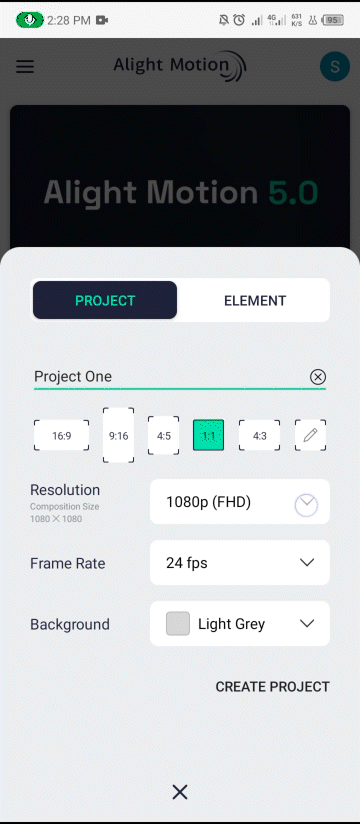 2:28 PM
4G
631
K/S
95
Alight Motion
S
Alight Motion 5.0
PROJECT
ELEMENT
Project One
16:9
9:16
4:5
1:1
4:3
Resolution
Composition Size
1080 × 1080
1080p (FHD)
Frame Rate
24 fps
Background
Light Grey
CREATE PROJECT